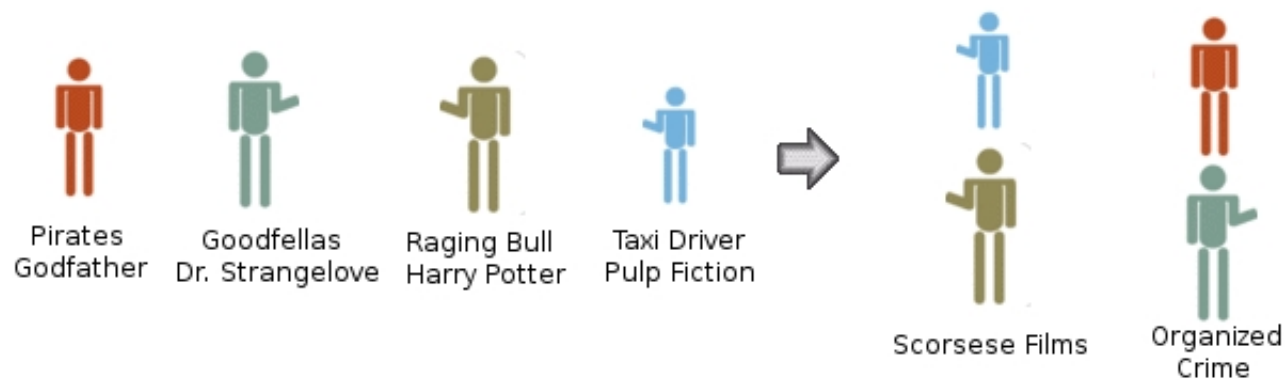 Pirates
Godfather
Goodfellas
Dr. Strangelove
Raging Bull
Harry Potter
Taxi Driver
Pulp Fiction
Scorsese Films
Organized
Crime